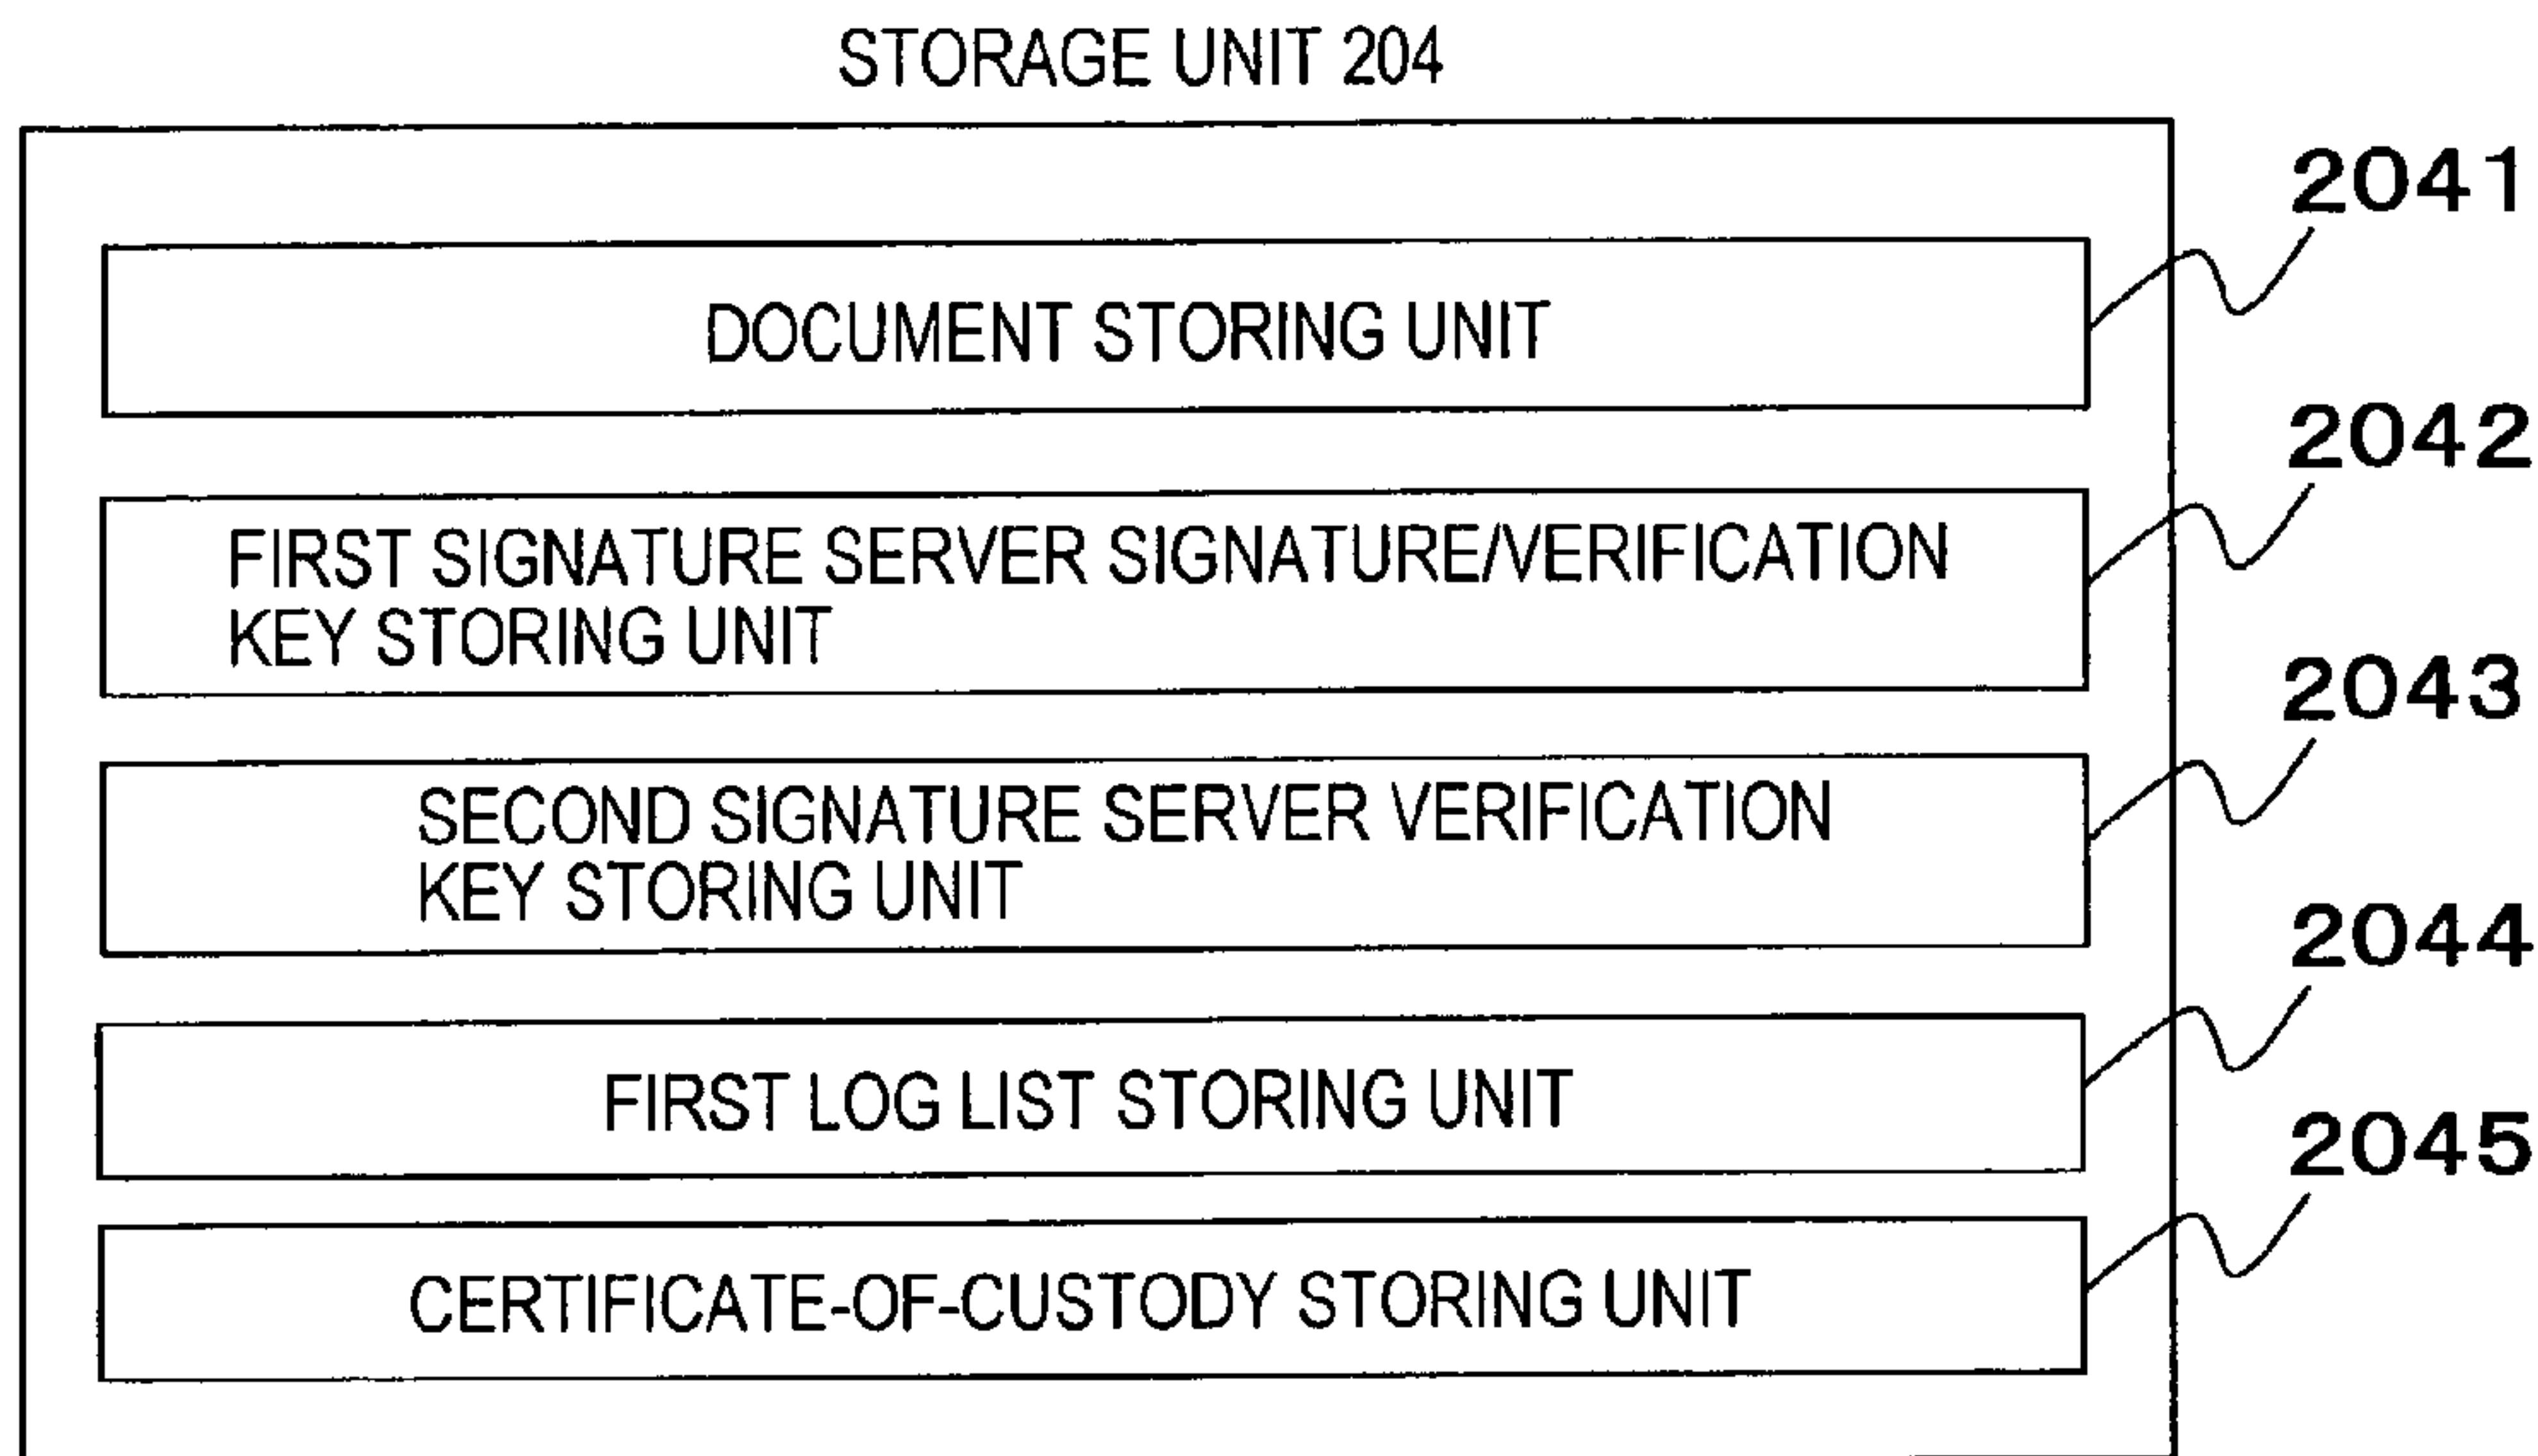 STORAGE UNIT 204
2041
DOCUMENT STORING UNIT
2042
FIRST SIGNATURE SERVER SIGNATURE/VERIFICATION
KEY STORING UNIT
2043
SECOND SIGNATURE SERVER VERIFICATION
KEY STORING UNIT
2044
FIRST LOG LIST STORING UNIT
2045
CERTIFICATE-OF-CUSTODY STORING UNIT